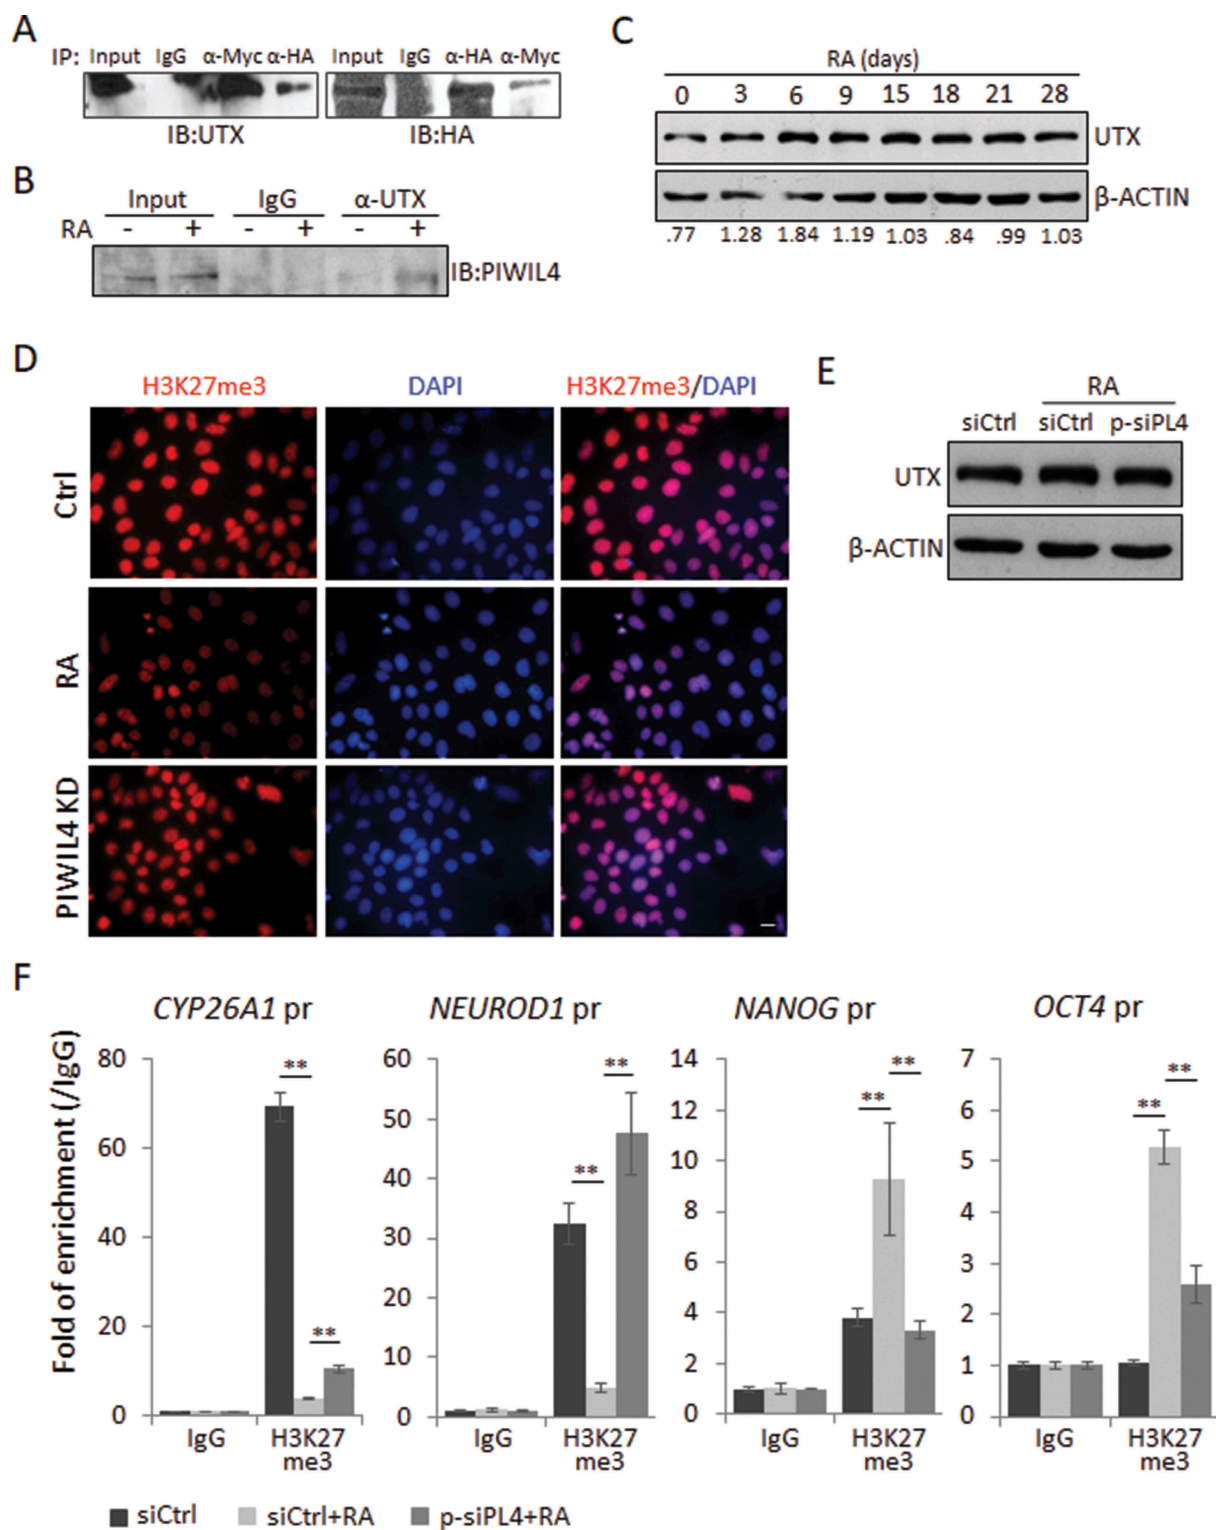 A
IP: Input IgG α-Myc α-HA
Input IgG α-HA α-Myc
IB:UTX
IB:HA
B
Input IgG α-UTX
RA - + - + - +
IB:PIWIL4
C
RA (days)
0 3 6 9 15 18 21 28
UTX
β-ACTIN
.77 1.28 1.84 1.19 1.03 .84 .99 1.03
D
H3K27me3 DAPI H3K27me3/DAPI
Ctrl
RA
PIWIL4 KD
E
RA
siCtrl siCtrl p-siPL4
UTX
β-ACTIN
F
Fold of enrichment (/IgG)
CYP26A1 pr
80
60
40
20
0
**
**
IgG
H3K27
me3
NEUROD1 pr
60
50
40
30
20
10
0
**
**
IgG
H3K27
me3
NANOG pr
14
12
10
8
6
4
2
0
**
**
IgG
H3K27
me3
OCT4 pr
7
6
5
4
3
2
1
0
**
**
IgG
H3K27
me3
siCtrl siCtrl+RA p-siPL4+RA